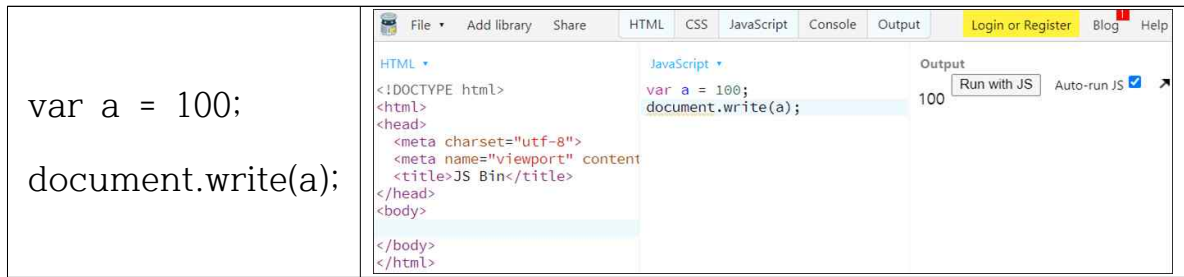 var a = 100;
document.write(a);
File ▾ Add library Share HTML CSS JavaScript Console Output Login or Register Blog 1 Help
HTML ▾
<!DOCTYPE html>
<html>
<head>
<meta charset="utf-8">
<meta name="viewport" content
<title>JS Bin</title>
</head>
<body>
</body>
</html>
JavaScript ▾
var a = 100;
document.write(a);
Output
Run with JS Auto-run JS
100